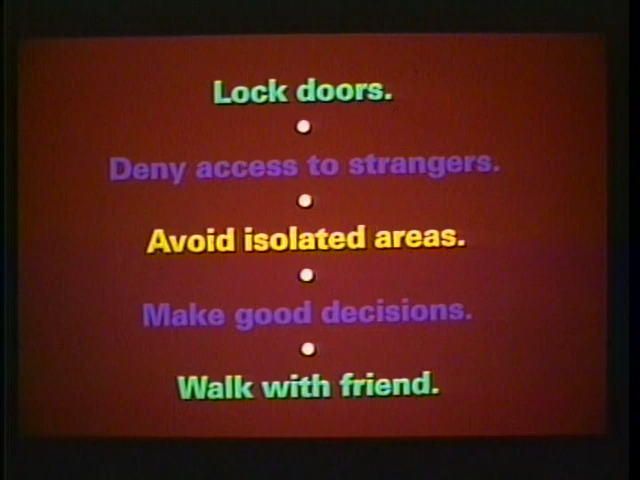 Lock doors.
Deny access to strangers.
Avoid isolated areas.
Make good decisions.
Walk with friend.